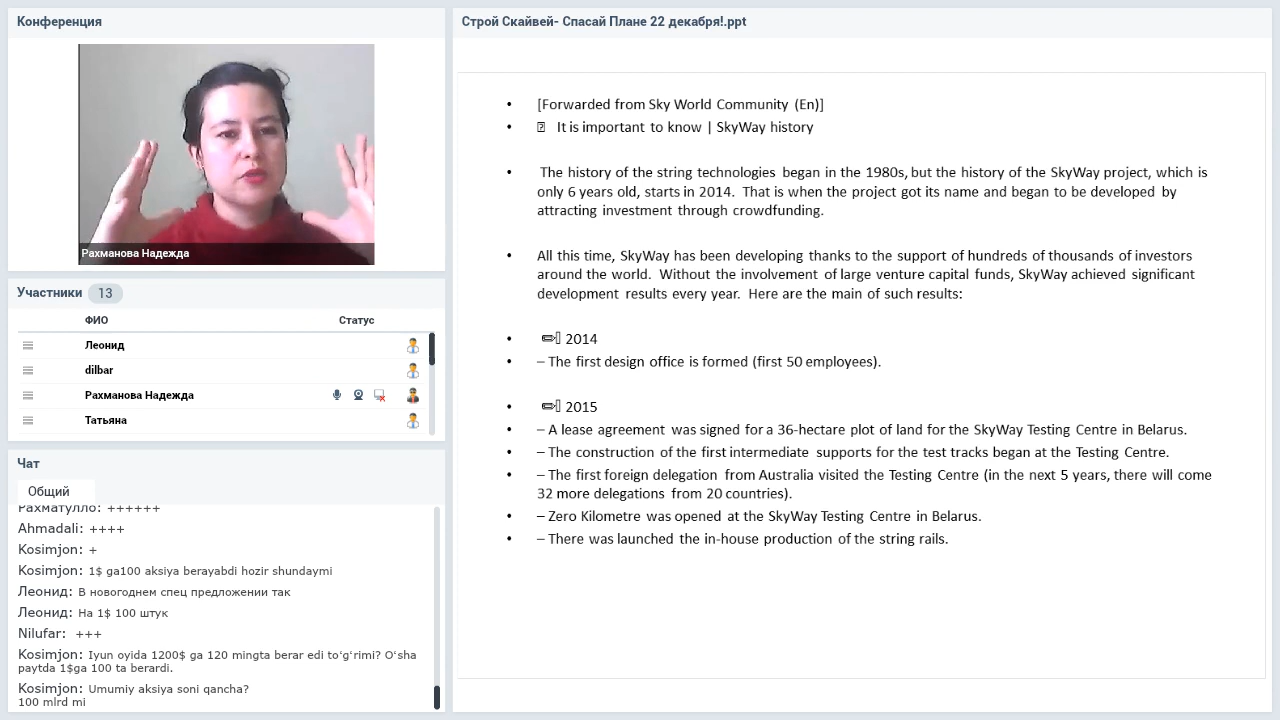 Конференция
Рахманова Надежда
Участники 13
ФИО Статус
Леонид
dilbar
Рахманова Надежда
Татьяна
Чат
Общий
Рахматулло: ++++++
Ahmadali: ++++
Kosimjon: +
Kosimjon: 1$ ga100 aksiya berayabdi hozir shundaymi
Леонид: В новогоднем спец предложении так
Леонид: На 1$ 100 штук
Nilufar: +++
Kosimjon: Iyun oyida 1200$ ga 120 mingta berar edi to‘g‘rimi? O‘sha
paytda 1$ga 100 ta berardi.
Kosimjon: Umumiy aksiya soni qancha?
100 mlrd mi
Строй Скайвей- Спасай Плане 22 декабря!.ppt
• [Forwarded from Sky World Community (En)]
• It is important to know | SkyWay history
• The history of the string technologies began in the 1980s, but the history of the SkyWay project, which is
only 6 years old, starts in 2014. That is when the project got its name and began to be developed by
attracting investment through crowdfunding.
• All this time, SkyWay has been developing thanks to the support of hundreds of thousands of investors
around the world. Without the involvement of large venture capital funds, SkyWay achieved significant
development results every year. Here are the main of such results:
• ✏ 2014
• – The first design office is formed (first 50 employees).
• ✏ 2015
• – A lease agreement was signed for a 36-hectare plot of land for the SkyWay Testing Centre in Belarus.
• – The construction of the first intermediate supports for the test tracks began at the Testing Centre.
• – The first foreign delegation from Australia visited the Testing Centre (in the next 5 years, there will come
32 more delegations from 20 countries).
• – Zero Kilometre was opened at the SkyWay Testing Centre in Belarus.
• – There was launched the in-house production of the string rails.